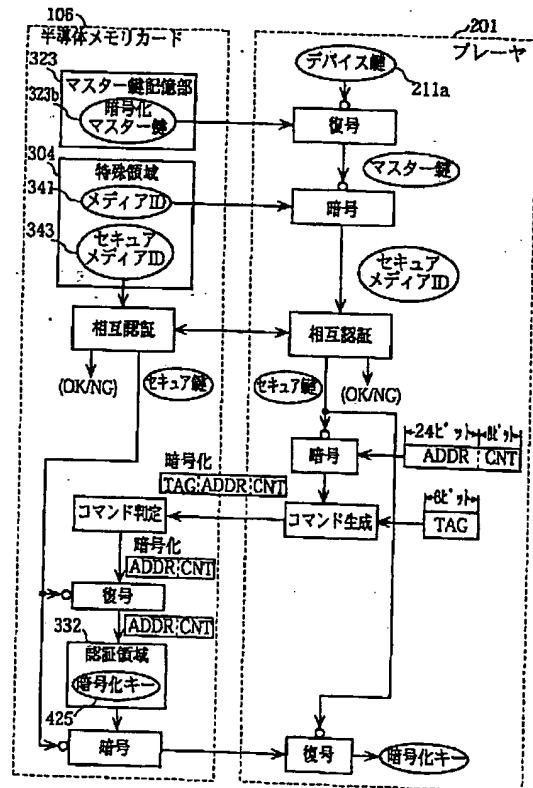 106
半導体メモリカード
201
プレーヤ
323
マスター鍵記憶部
323b
暗号化
マスター鍵
デバイス鍵
211a
復号
マスター鍵
304
特殊領域
341
メディアID
暗号
343
セキュア
メディアID
セキュア
メディアID
相互認証
相互認証
(OK/NG)
セキュア鍵
セキュア鍵
(OK/NG)
24ビット
8ビット
暗号
ADDR CNT
暗号化
TAG ADDR CNT
コマンド判定
コマンド生成
6ビット
TAG
暗号化
ADDR CNT
復号
ADDR CNT
332
認証領域
暗号化キー
425
暗号
復号
暗号化キー